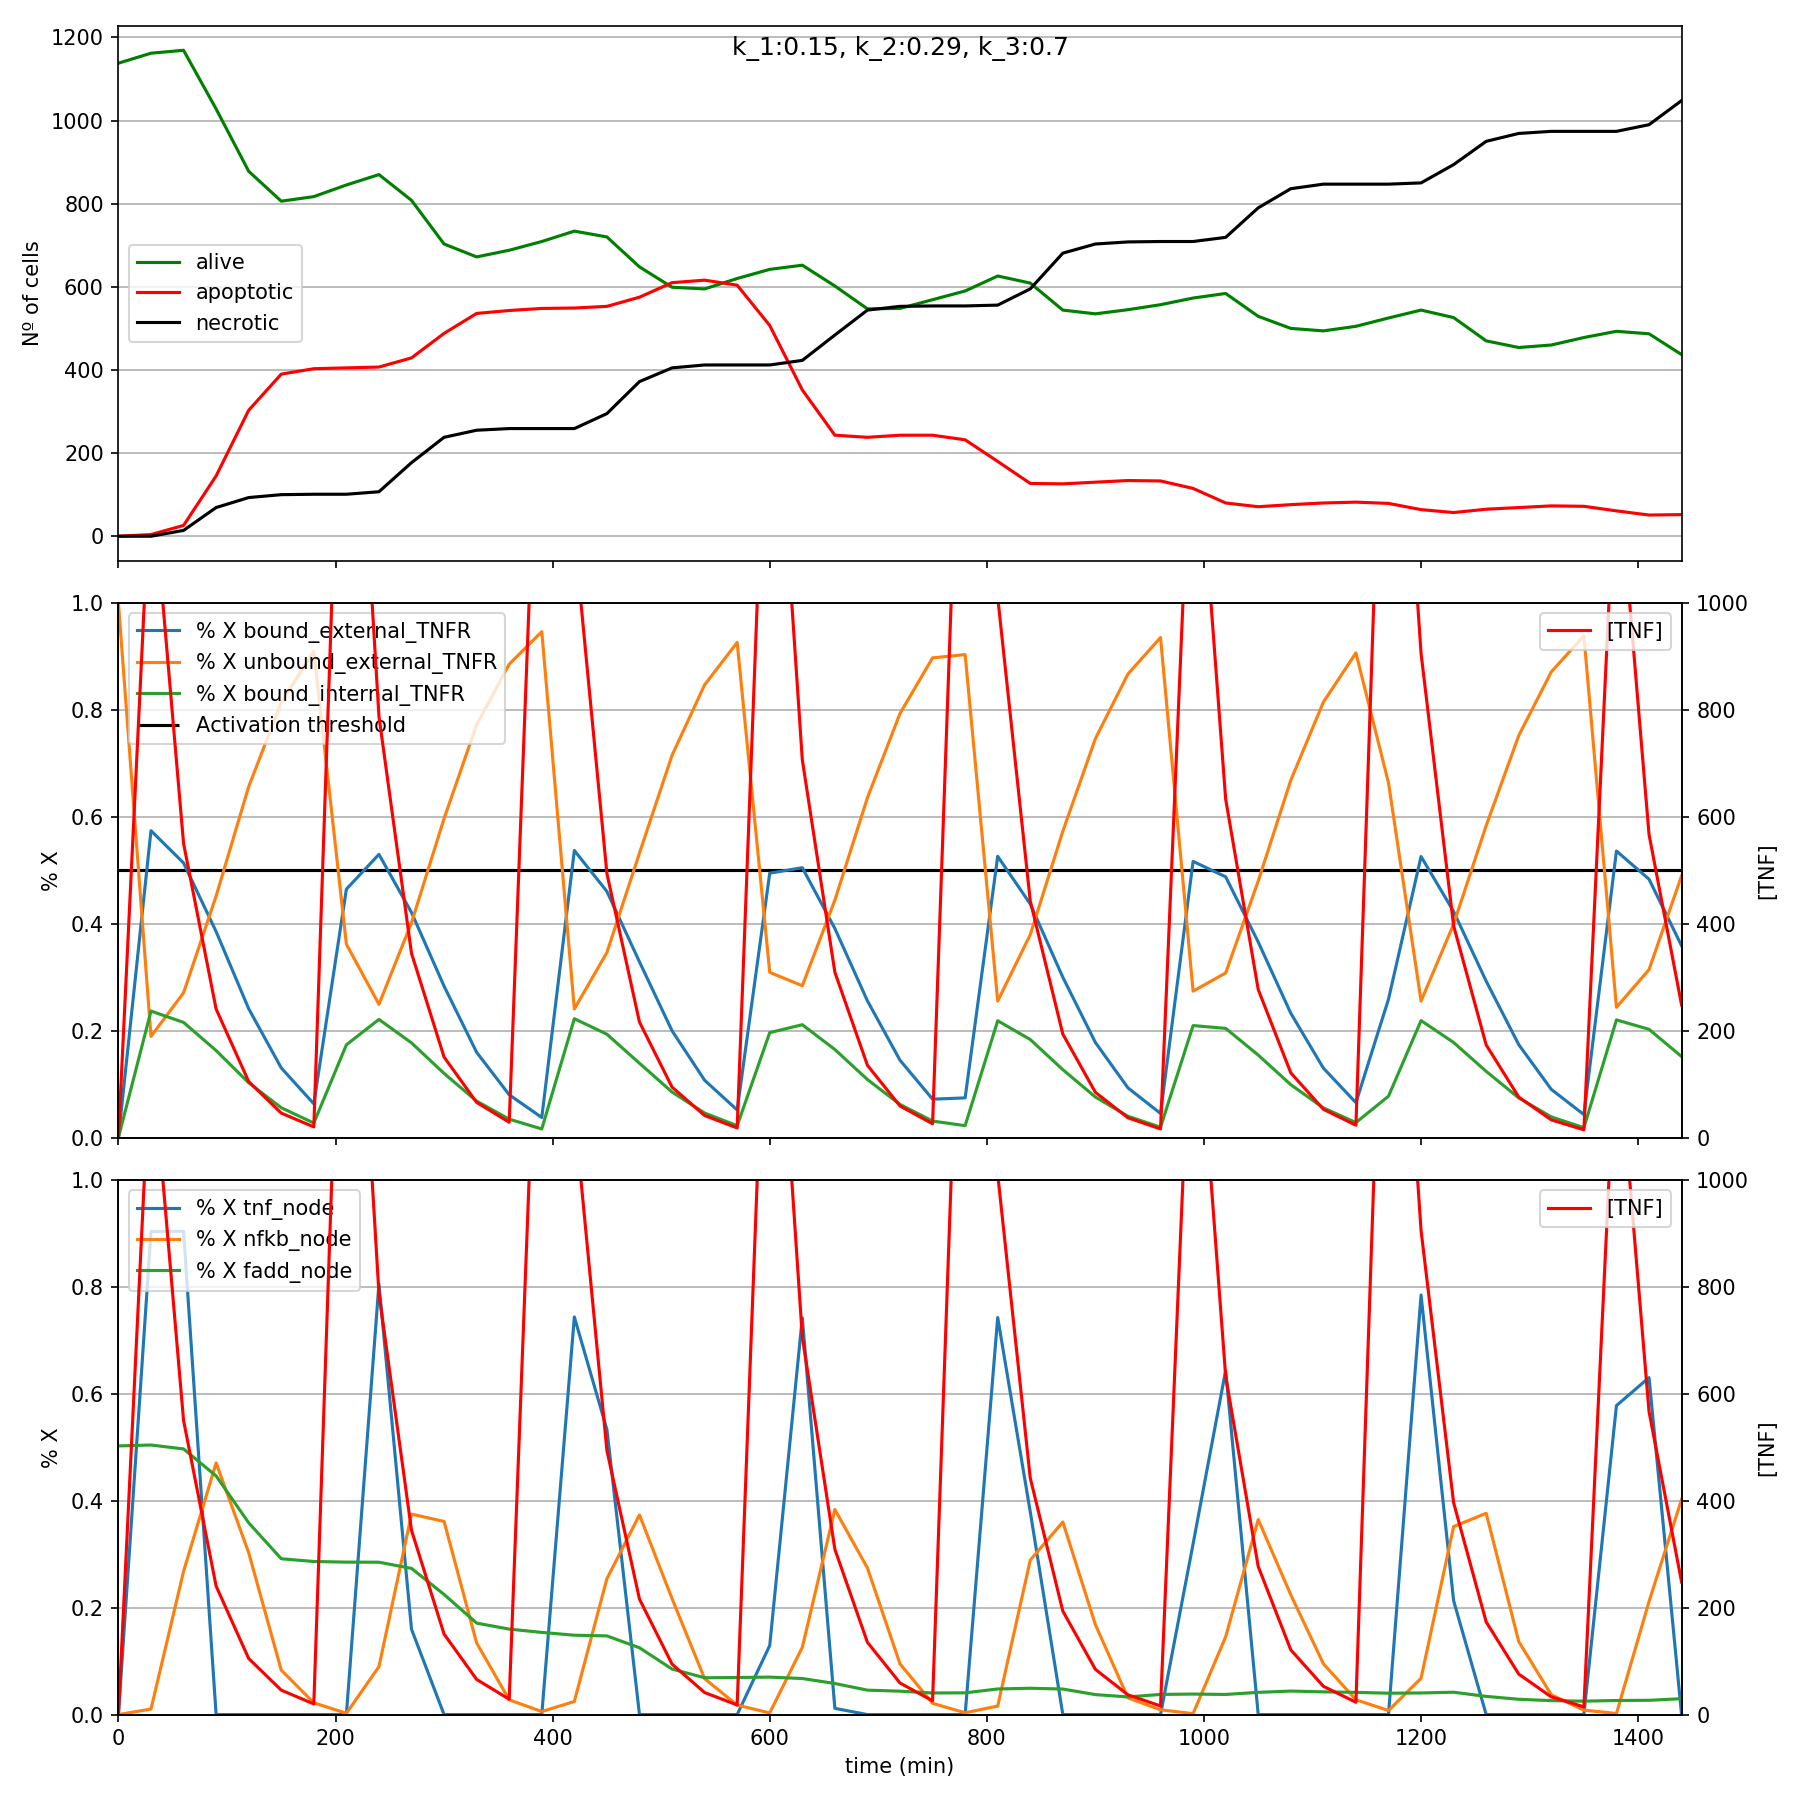 k_1:0.15, k_2:0.29, k_3:0.7
1200
1000
800
600
400
200
0
Nº of cells
alive
apoptotic
necrotic
1.0
0.8
0.6
0.4
0.2
0.0
% X
% X bound_external_TNFR
% X unbound_external_TNFR
% X bound_internal_TNFR
Activation threshold
[TNF]
1000
800
600
400
200
0
[TNF]
1.0
0.8
0.6
0.4
0.2
0.0
% X
% X tnf_node
% X nfkb_node
% X fadd_node
[TNF]
1000
800
600
400
200
0
[TNF]
0 200 400 600 800 1000 1200 1400
time (min)